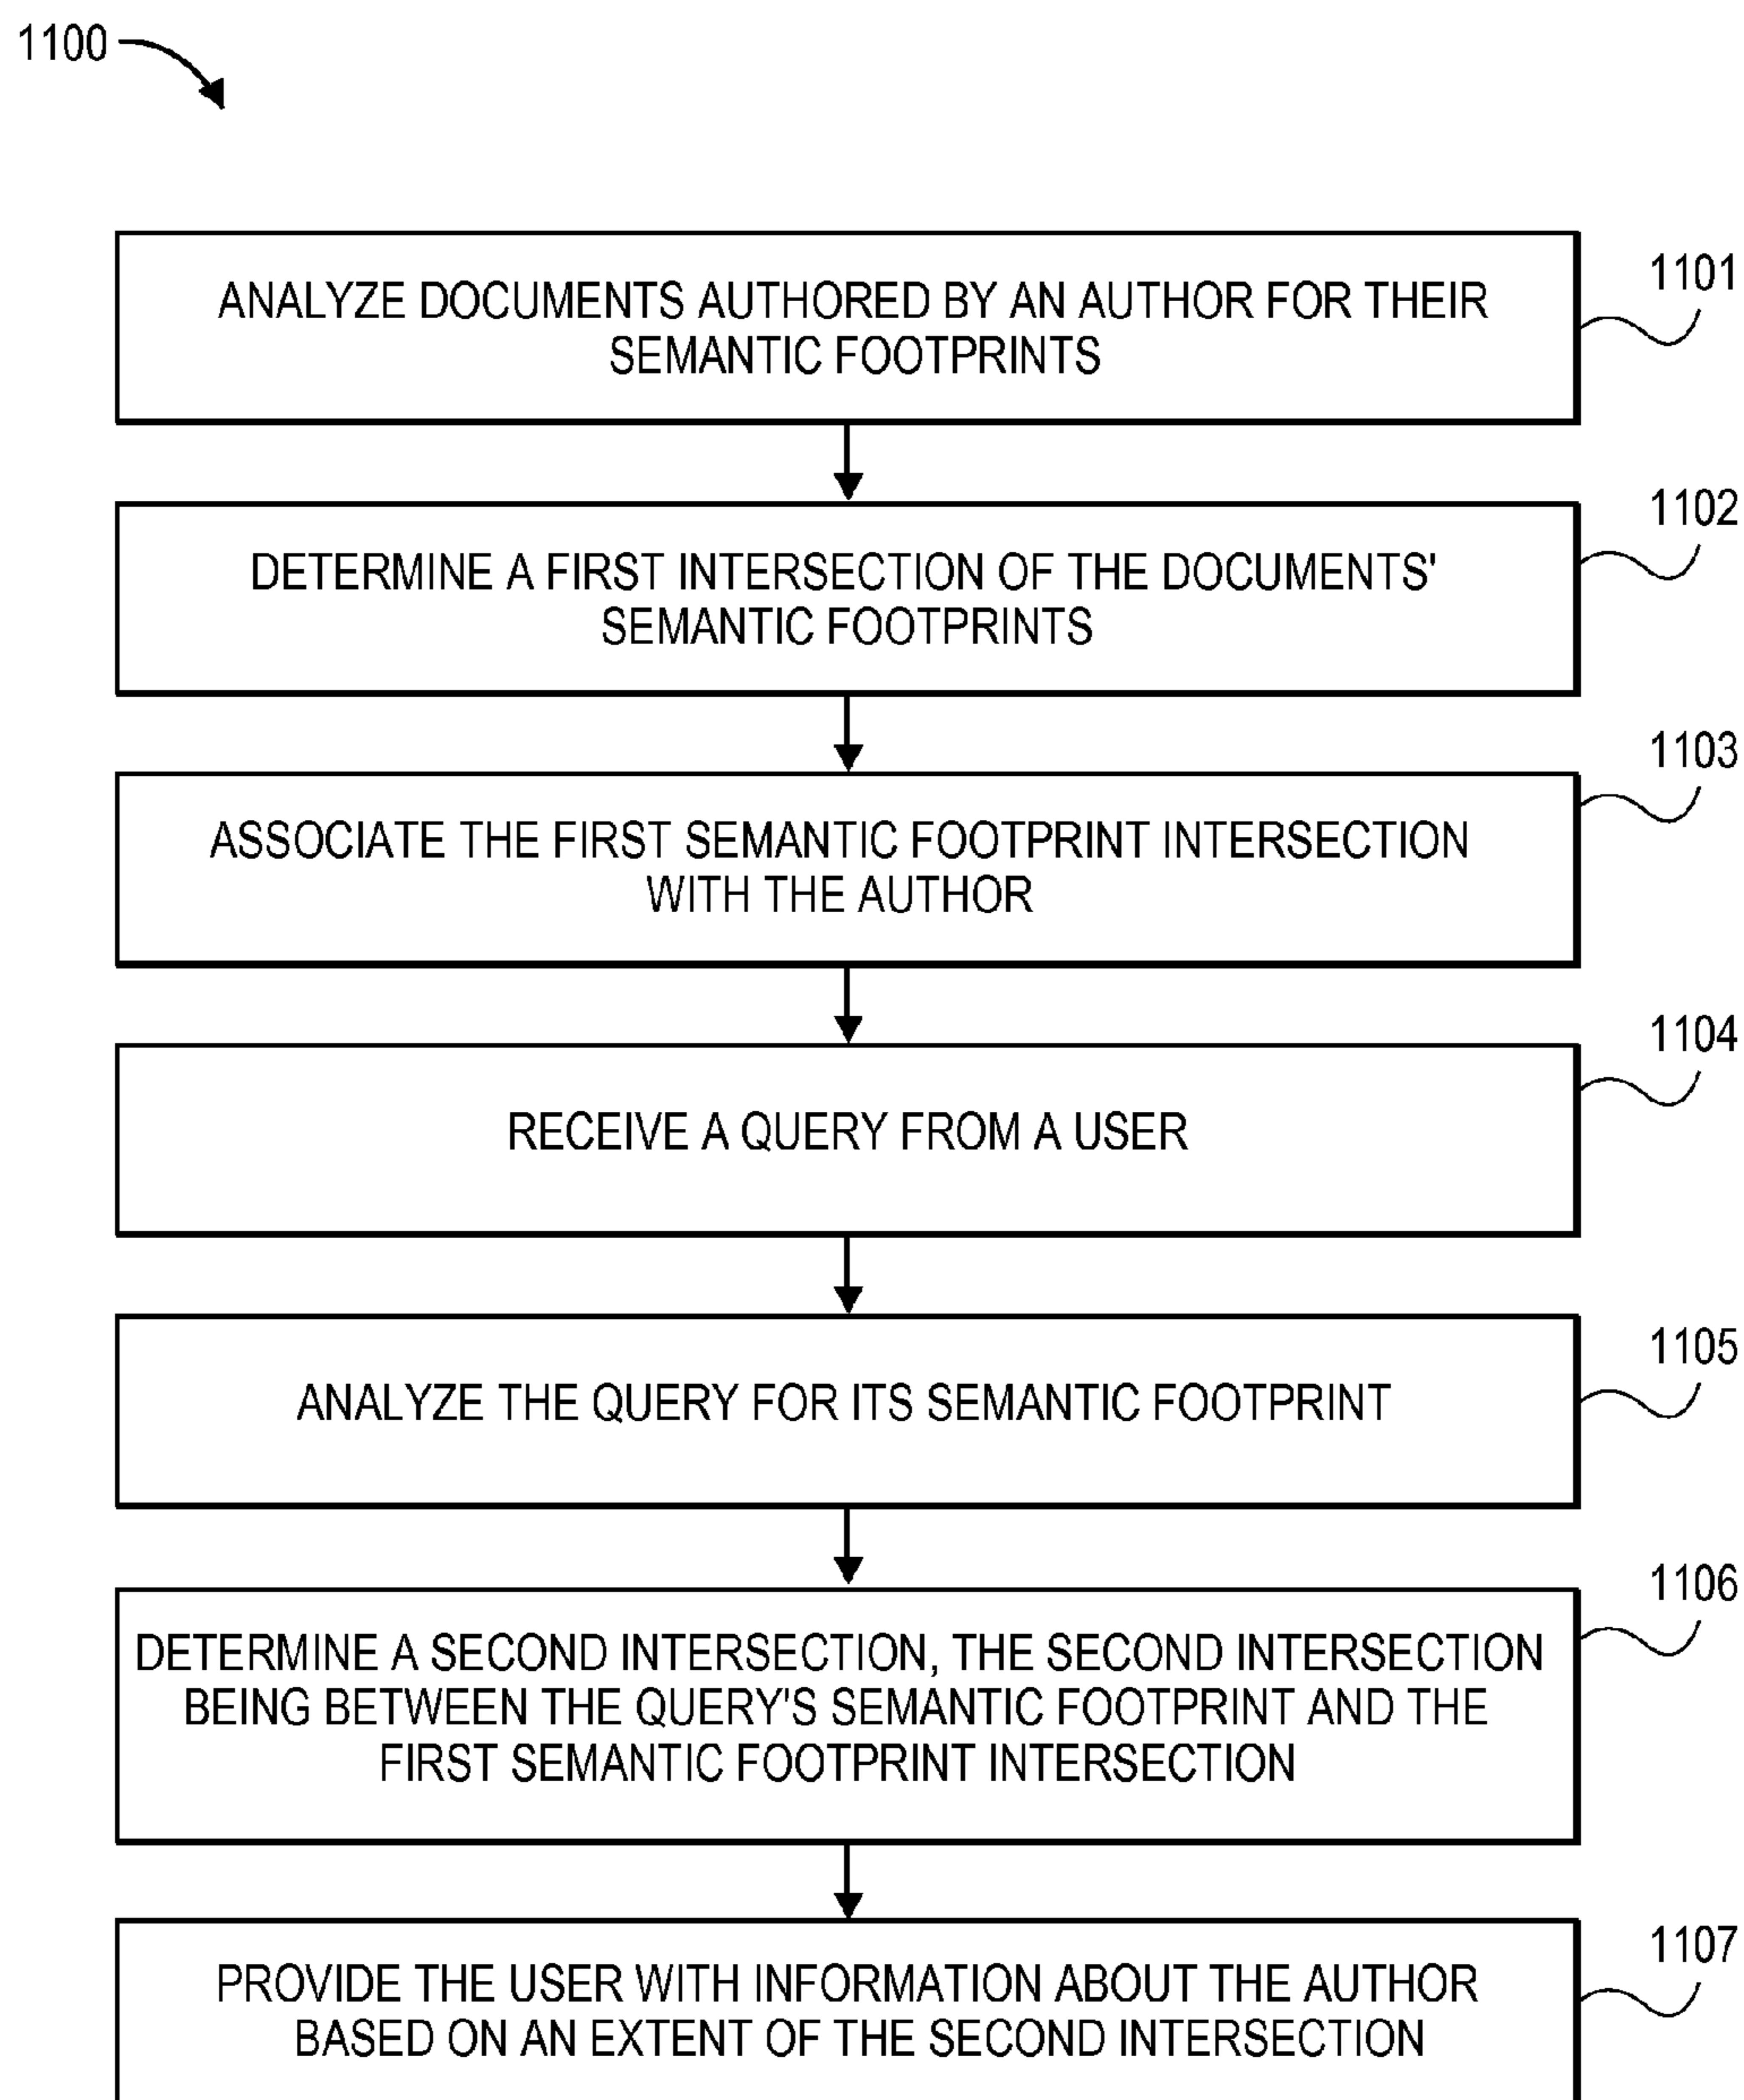 1100
ANALYZE DOCUMENTS AUTHORED BY AN AUTHOR FOR THEIR
SEMANTIC FOOTPRINTS
1101
DETERMINE A FIRST INTERSECTION OF THE DOCUMENTS'
SEMANTIC FOOTPRINTS
1102
ASSOCIATE THE FIRST SEMANTIC FOOTPRINT INTERSECTION
WITH THE AUTHOR
1103
RECEIVE A QUERY FROM A USER
1104
ANALYZE THE QUERY FOR ITS SEMANTIC FOOTPRINT
1105
DETERMINE A SECOND INTERSECTION, THE SECOND INTERSECTION
BEING BETWEEN THE QUERY'S SEMANTIC FOOTPRINT AND THE
FIRST SEMANTIC FOOTPRINT INTERSECTION
1106
PROVIDE THE USER WITH INFORMATION ABOUT THE AUTHOR
BASED ON AN EXTENT OF THE SECOND INTERSECTION
1107